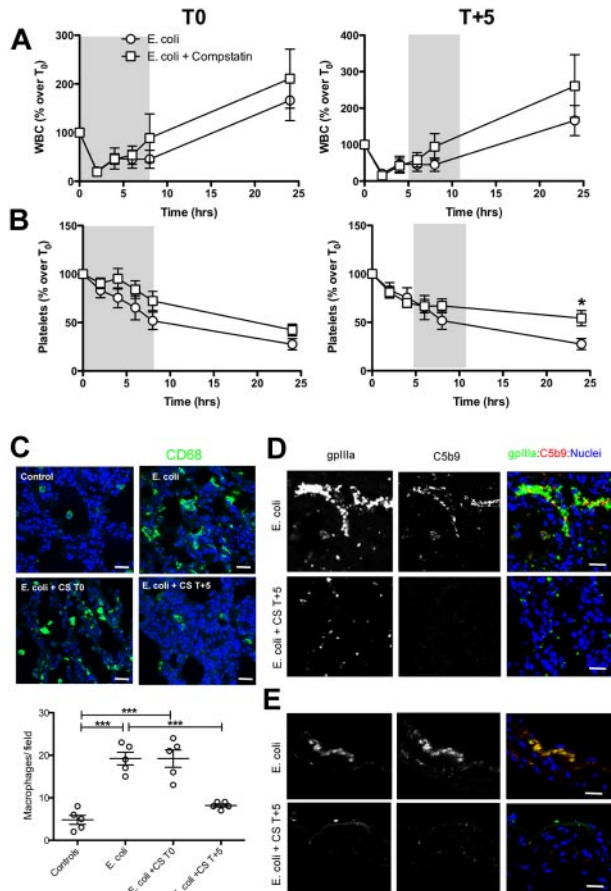 T0
T+5
A
E. coli
E. coli + Compstatin
WBC (% over T0)
300
200
100
0
0 5 10 15 20 25
Time (hrs)
WBC (% over T0)
400
300
200
100
0
0 5 10 15 20 25
Time (hrs)
B
Platelets (% over T0)
150
100
50
0
0 5 10 15 20 25
Time (hrs)
Platelets (% over T0)
150
100
50
0
*
0 5 10 15 20 25
Time (hrs)
C
CD68
Control
E. coli
E. coli + CS T0
E. coli + CS T+5
Macrophages/ field
30
20
10
0
***
*** ***
Controls
E. coli
E. coli +CS T0
E. coli +CS T+5
D
gpIIIa
C5b9
gpIIIa:C5b9:Nuclei
E. coli
E. coli + CS T+5
E
E. coli
E. coli + CS T+5